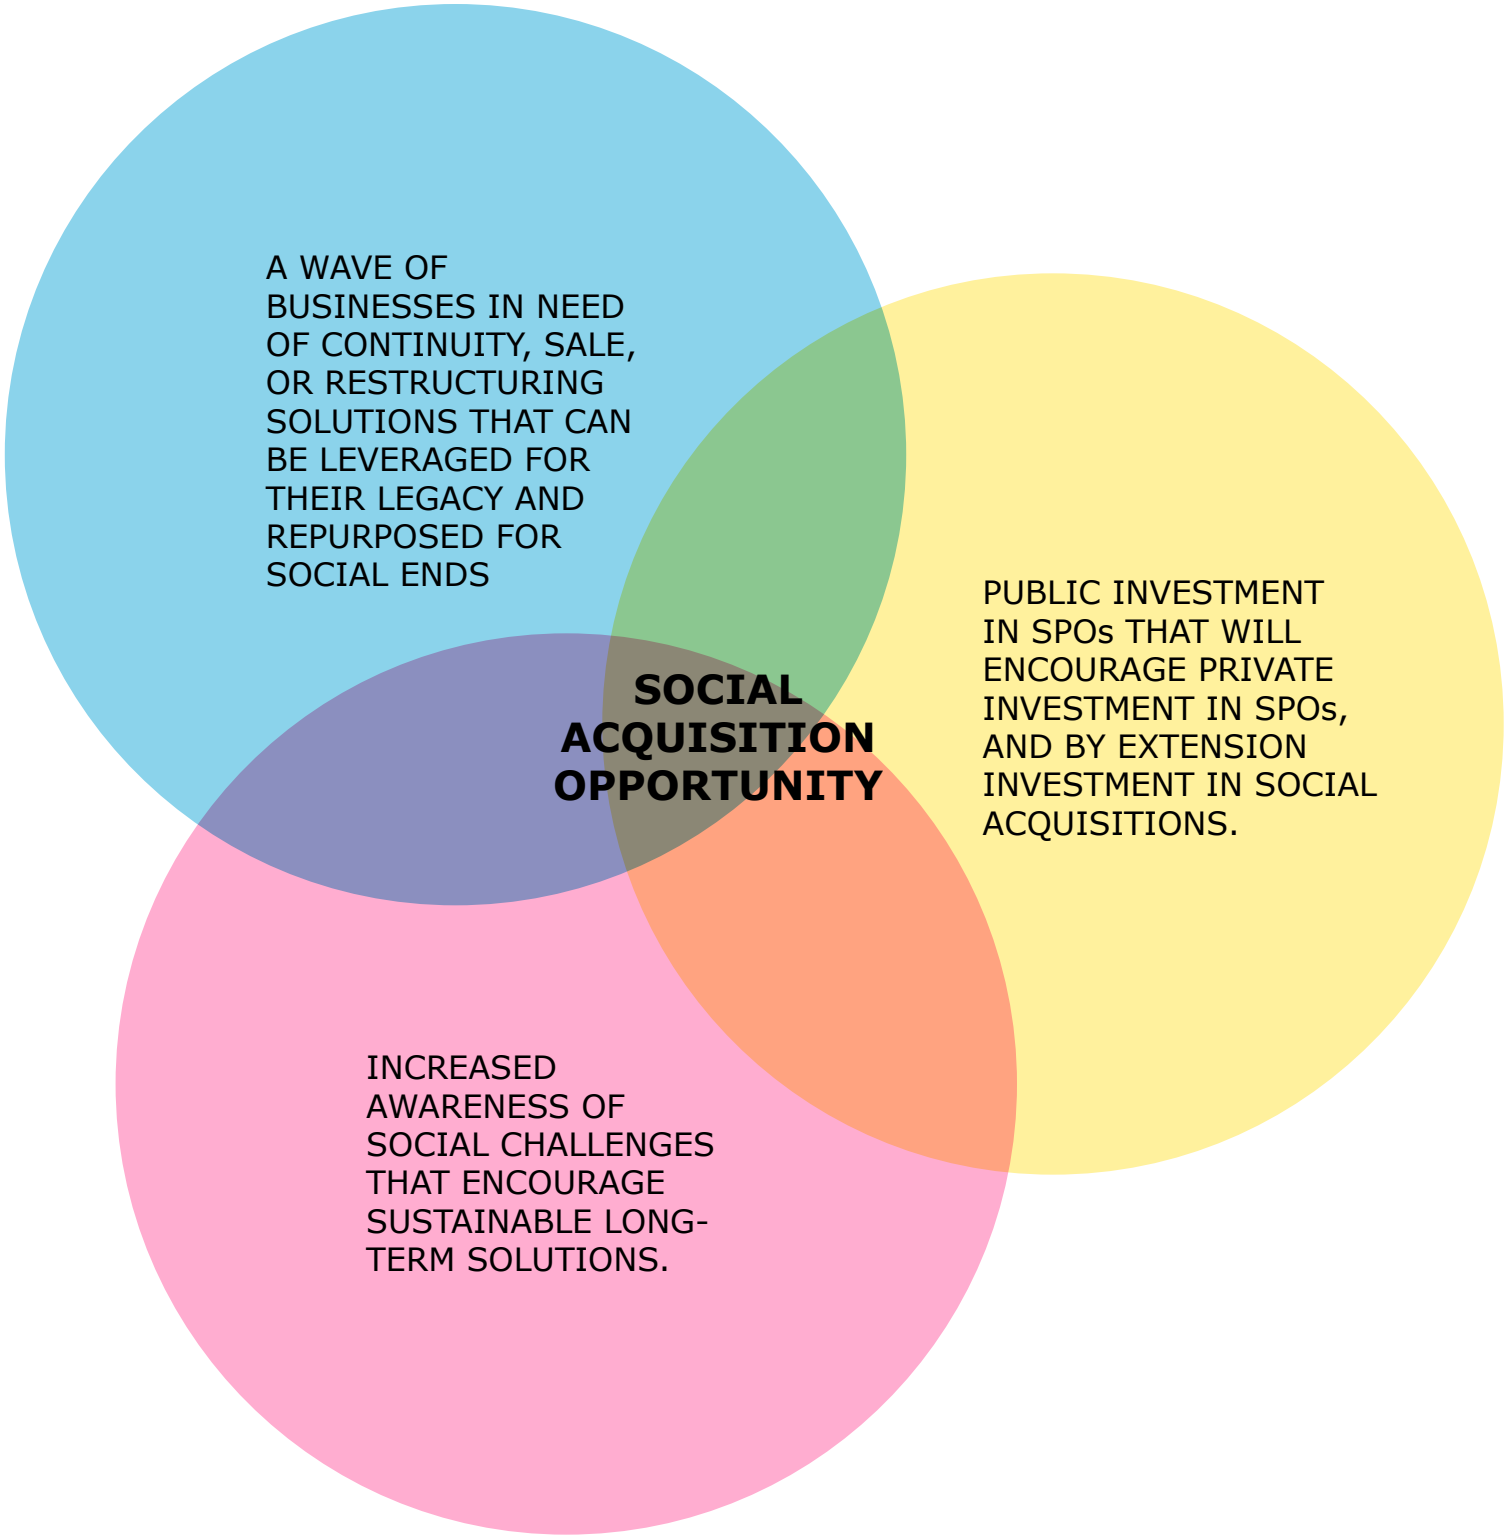 A WAVE OF
BUSINESSES IN NEED
OF CONTINUITY, SALE,
OR RESTRUCTURING
SOLUTIONS THAT CAN
BE LEVERAGED FOR
THEIR LEGACY AND
REPURPOSED FOR
SOCIAL ENDS
PUBLIC INVESTMENT
IN SPOs THAT WILL
ENCOURAGE PRIVATE
INVESTMENT IN SPOs,
AND BY EXTENSION
INVESTMENT IN SOCIAL
ACQUISITIONS.
SOCIAL
ACQUISITION
OPPORTUNITY
INCREASED
AWARENESS OF
SOCIAL CHALLENGES
THAT ENCOURAGE
SUSTAINABLE LONG-
TERM SOLUTIONS.